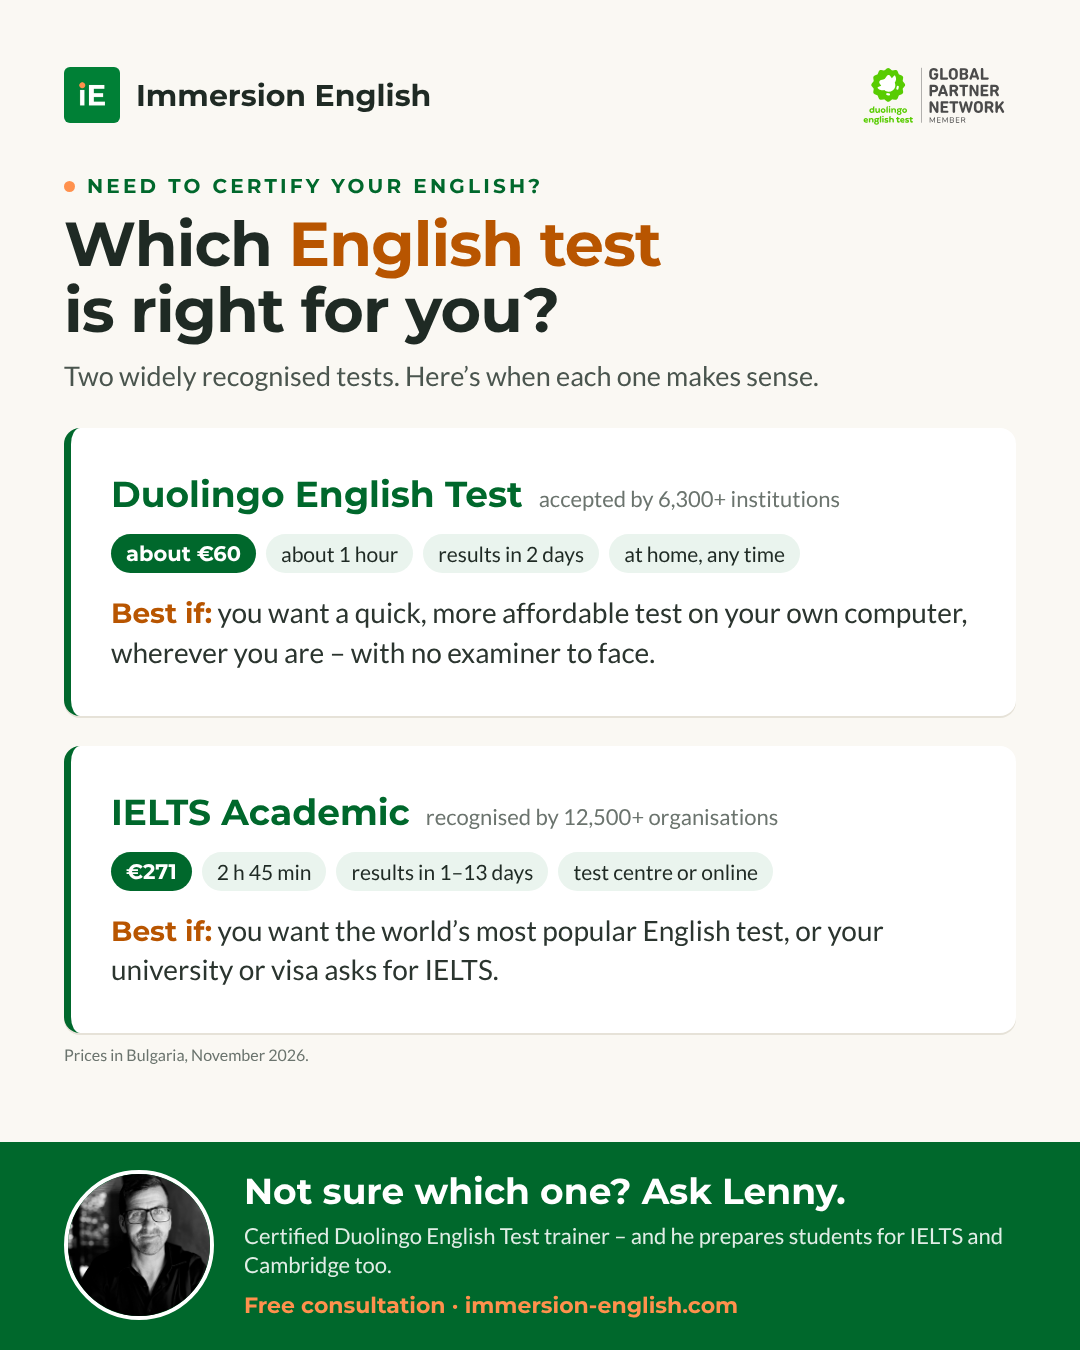 iE Immersion English
duolingo
english test
GLOBAL
PARTNER
NETWORK
MEMBER
NEED TO CERTIFY YOUR ENGLISH?
Which English test
is right for you?
Two widely recognised tests. Here’s when each one makes sense.
Duolingo English Test accepted by 6,300+ institutions
about €60 about 1 hour results in 2 days at home, any time
Best if: you want a quick, more affordable test on your own computer,
wherever you are – with no examiner to face.
IELTS Academic recognised by 12,500+ organisations
€271 2 h 45 min results in 1–13 days test centre or online
Best if: you want the world’s most popular English test, or your
university or visa asks for IELTS.
Prices in Bulgaria, November 2026.
Not sure which one? Ask Lenny.
Certified Duolingo English Test trainer – and he prepares students for IELTS and
Cambridge too.
Free consultation · immersion-english.com